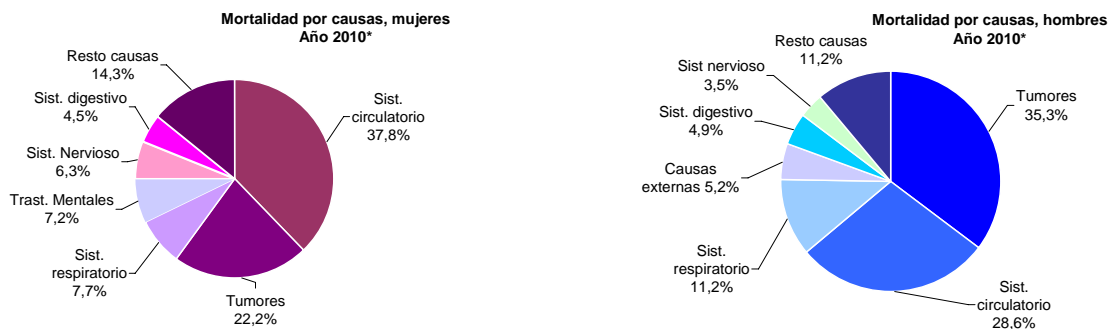 Mortalidad por causas, mujeres
Año 2010*
Resto causas
14,3%
Sist. digestivo
4,5%
Sist. Nervioso
6,3%
Trast. Mentales
7,2%
Sist.
respiratorio
7,7%
Tumores
22,2%
Sist.
circulatorio
37,8%
Mortalidad por causas, hombres
Año 2010*
Resto causas
11,2%
Sist nervioso
3,5%
Sist. digestivo
4,9%
Causas
externas 5,2%
Sist.
respiratorio
11,2%
Sist.
circulatorio
28,6%
Tumores
35,3%